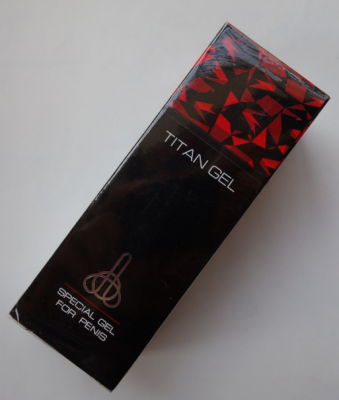 TITAN GEL
SPECIAL GEL
FOR PENIS